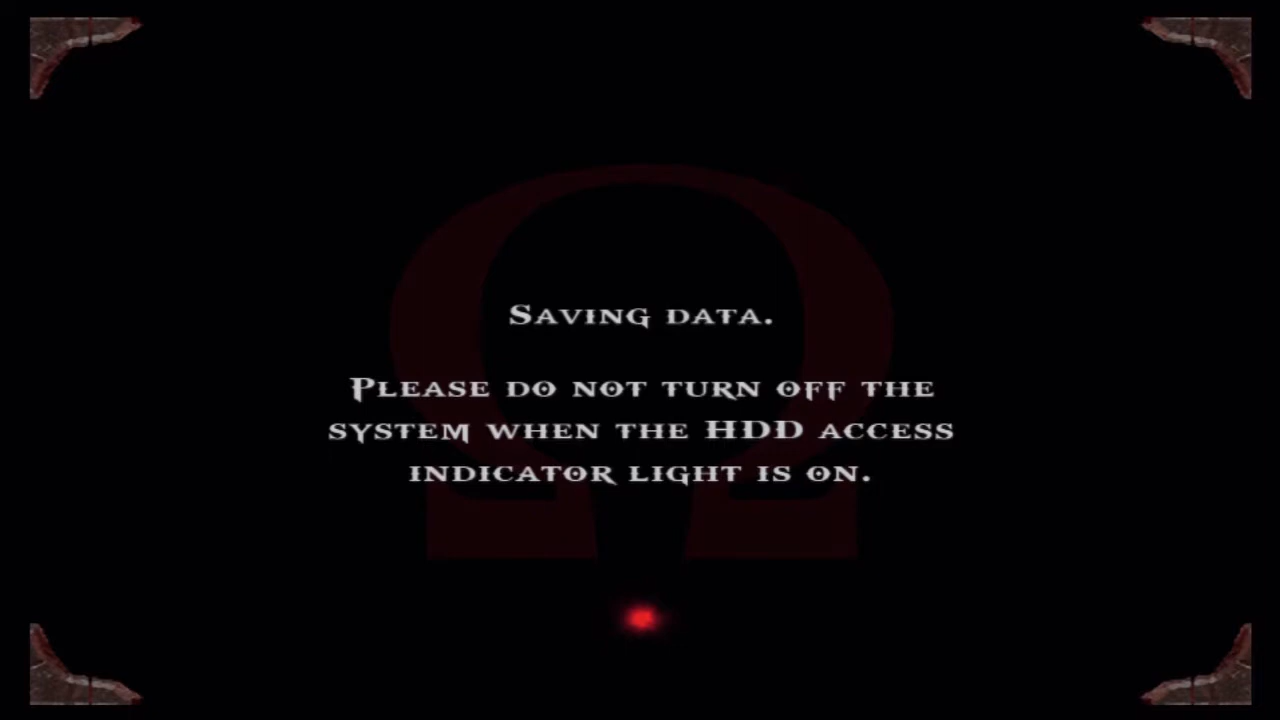 Saving data.
Please do not turn off the
system when the HDD access
indicator light is on.